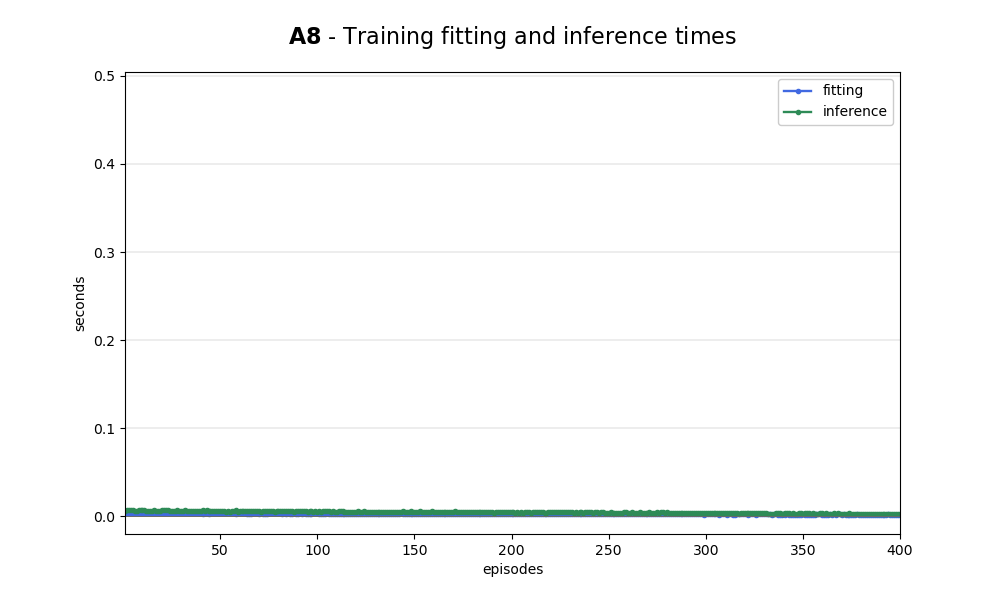 A8 - Training fitting and inference times
fitting
inference
0.5
0.4
0.3
0.2
0.1
0.0
seconds
50 100 150 200 250 300 350 400
episodes